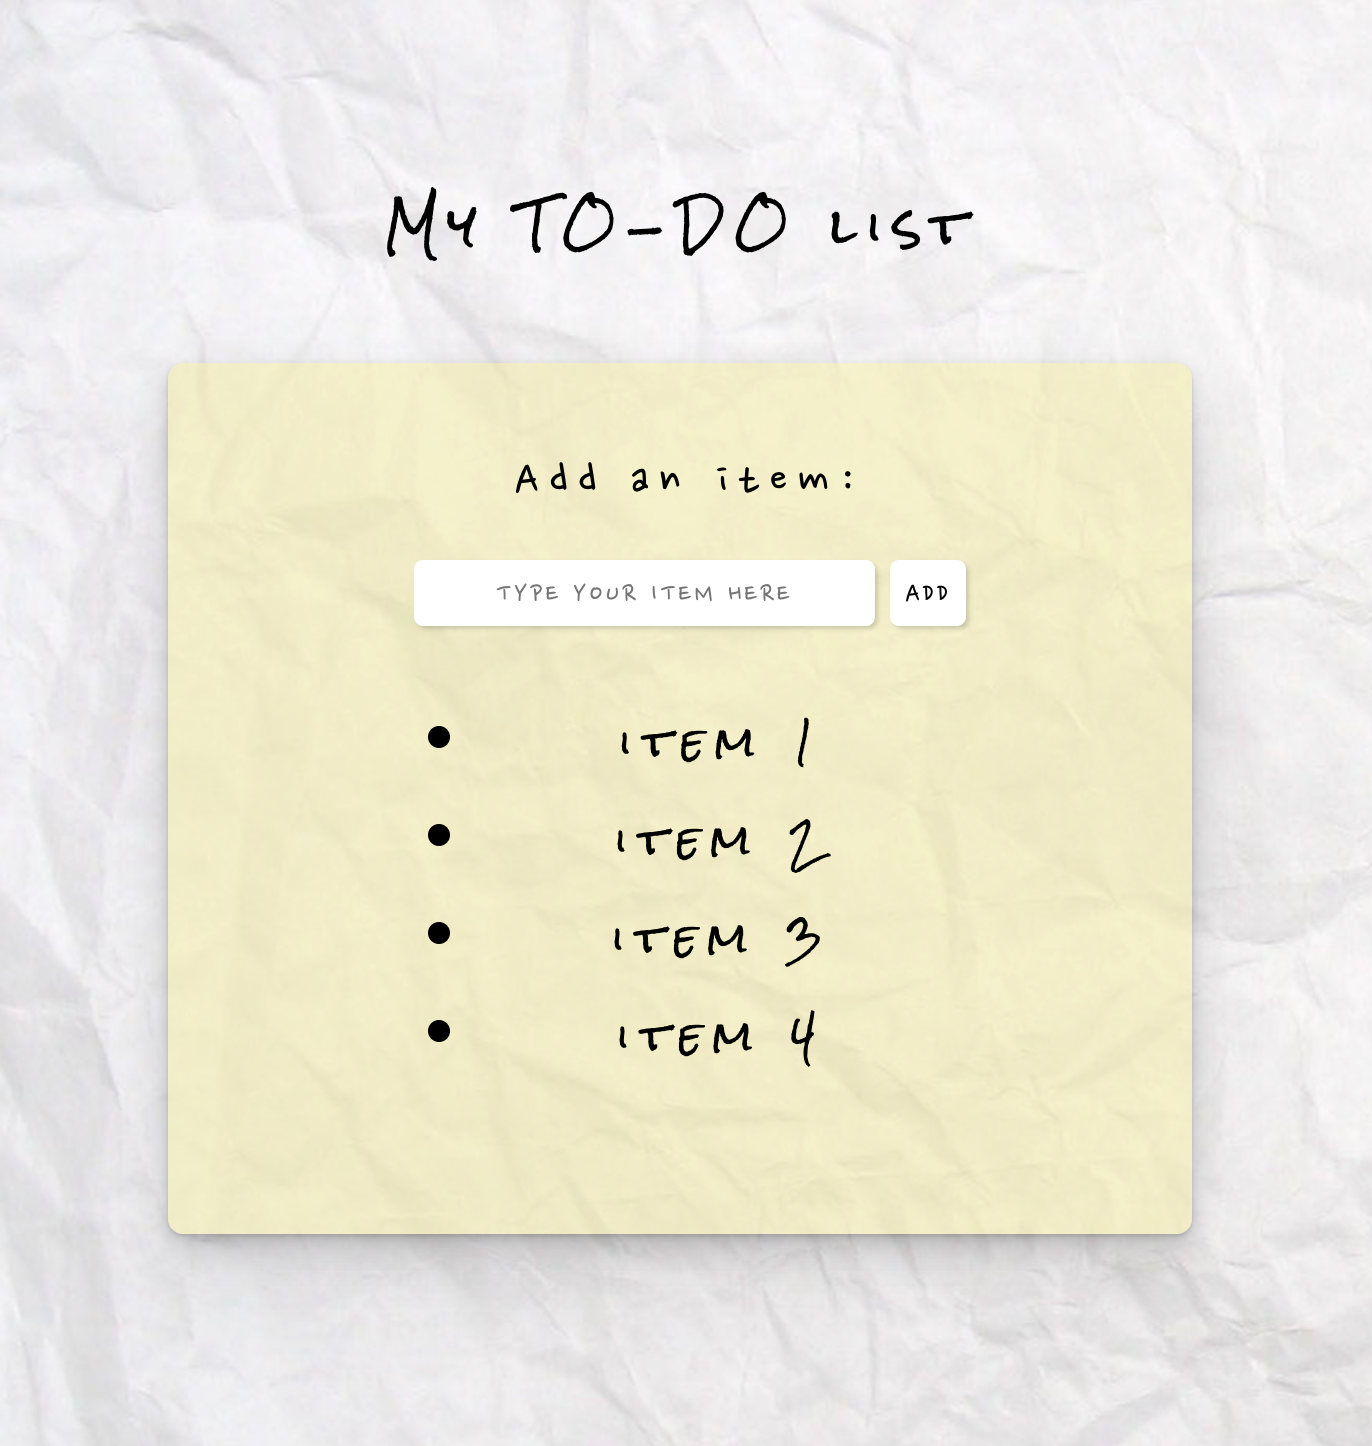 My TO-DO LIST
Add an item:
TYPE YOUR ITEM HERE ADD
• ITEM 1
• ITEM 2
• ITEM 3
• ITEM 4